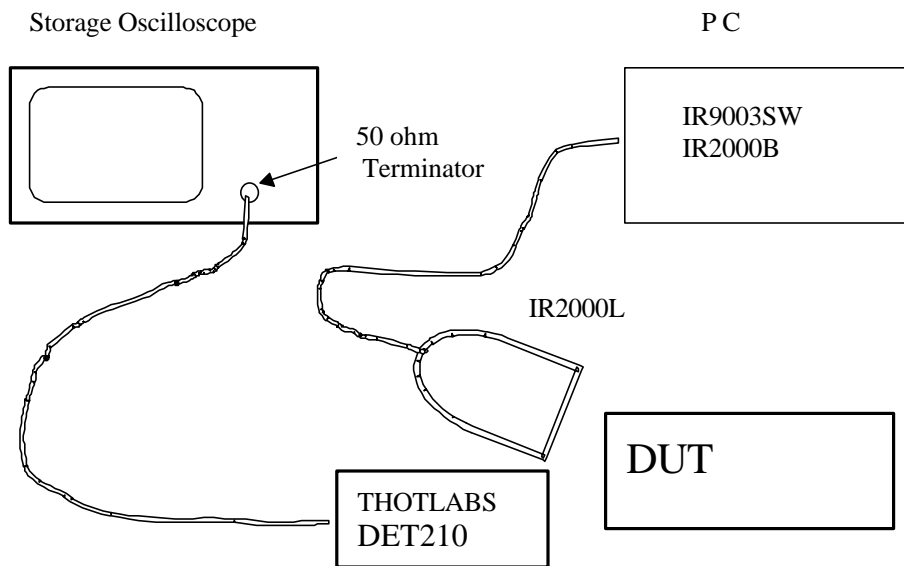 Storage Oscilloscope
P C
50 ohm
Terminator
IR9003SW
IR2000B
IR2000L
DUT
THOTLABS
DET210